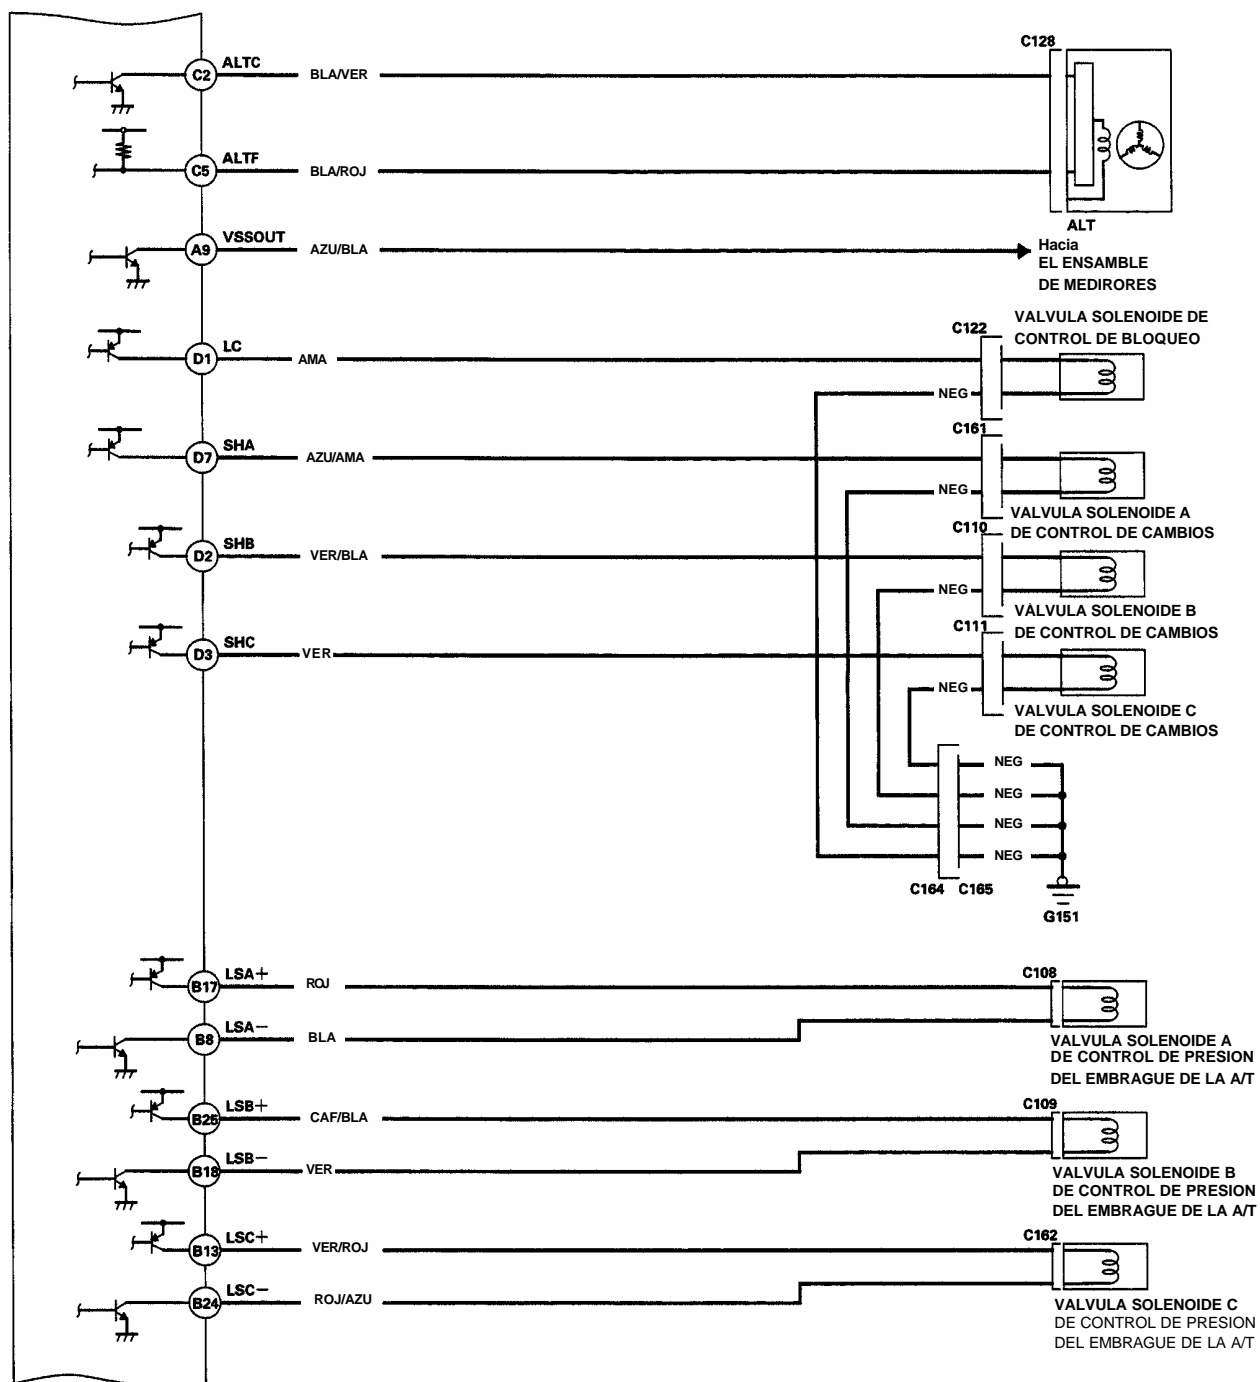 C128
C2 ALTC BLA/VER
C5 ALTF BLA/ROJ
ALT
A9 VSSOUT AZU/BLA
Hacia
EL ENSAMBLE
DE MEDIRORES
VALVULA SOLENOIDE DE
CONTROL DE BLOQUEO
C122
D1 LC AMA
NEG
C161
D7 SHA AZU/AMA
NEG
VALVULA SOLENOIDE A
DE CONTROL DE CAMBIOS
C110
D2 SHB VER/BLA
NEG
VÁLVULA SOLENOIDE B
DE CONTROL DE CAMBIOS
C111
D3 SHC VER
NEG
VALVULA SOLENOIDE C
DE CONTROL DE CAMBIOS
NEG
NEG
NEG
NEG
C164 C165
G151
C108
B17 LSA+ ROJ
B8 LSA− BLA
VALVULA SOLENOIDE A
DE CONTROL DE PRESION
DEL EMBRAGUE DE LA A/T
C109
B25 LSB+ CAF/BLA
B18 LSB− VER
VALVULA SOLENOIDE B
DE CONTROL DE PRESION
DEL EMBRAGUE DE LA A/T
C162
B13 LSC+ VER/ROJ
B24 LSC− ROJ/AZU
VALVULA SOLENOIDE C
DE CONTROL DE PRESION
DEL EMBRAGUE DE LA A/T